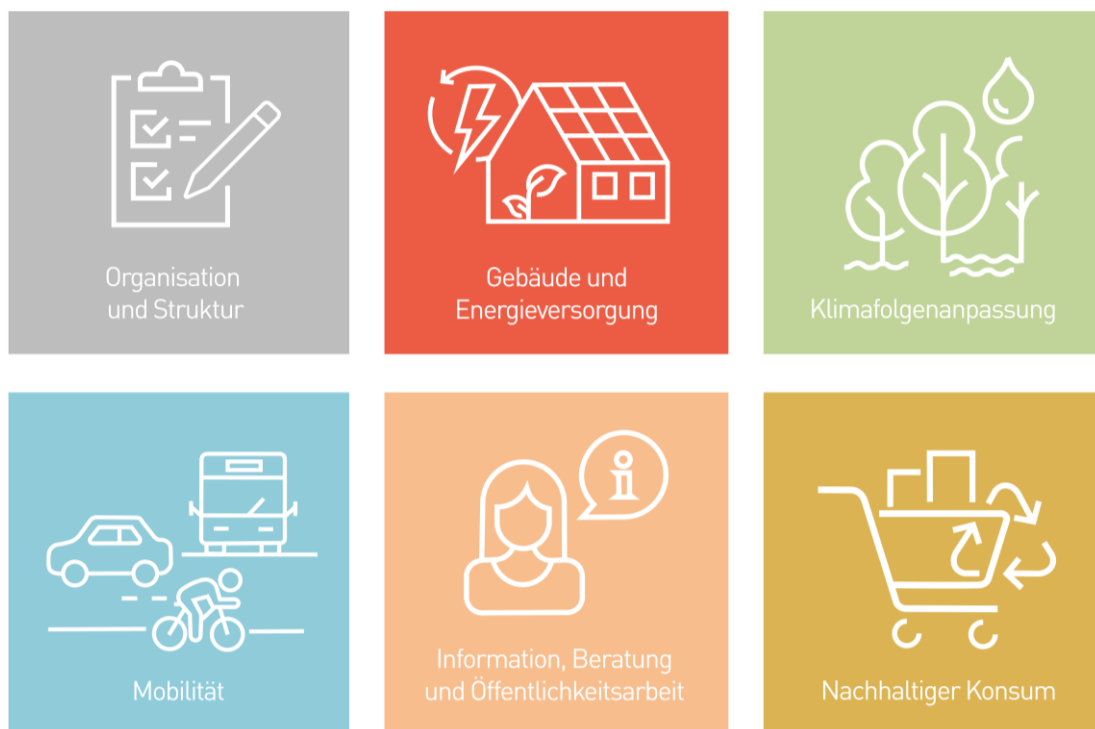 Organisation
und Struktur
Gebäude und
Energieversorgung
Klimafolgenanpassung
Mobilität
Information, Beratung
und Öffentlichkeitsarbeit
Nachhaltiger Konsum